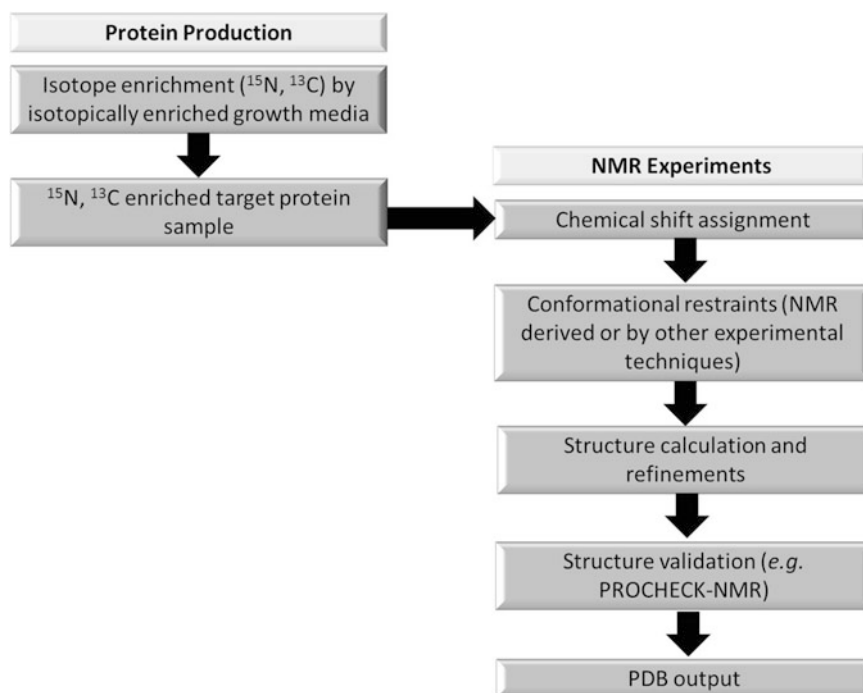 Protein Production
Isotope enrichment (¹⁵N, ¹³C) by
isotopically enriched growth media
¹⁵N, ¹³C enriched target protein
sample
NMR Experiments
Chemical shift assignment
Conformational restraints (NMR
derived or by other experimental
techniques)
Structure calculation and
refinements
Structure validation (e.g.
PROCHECK-NMR)
PDB output